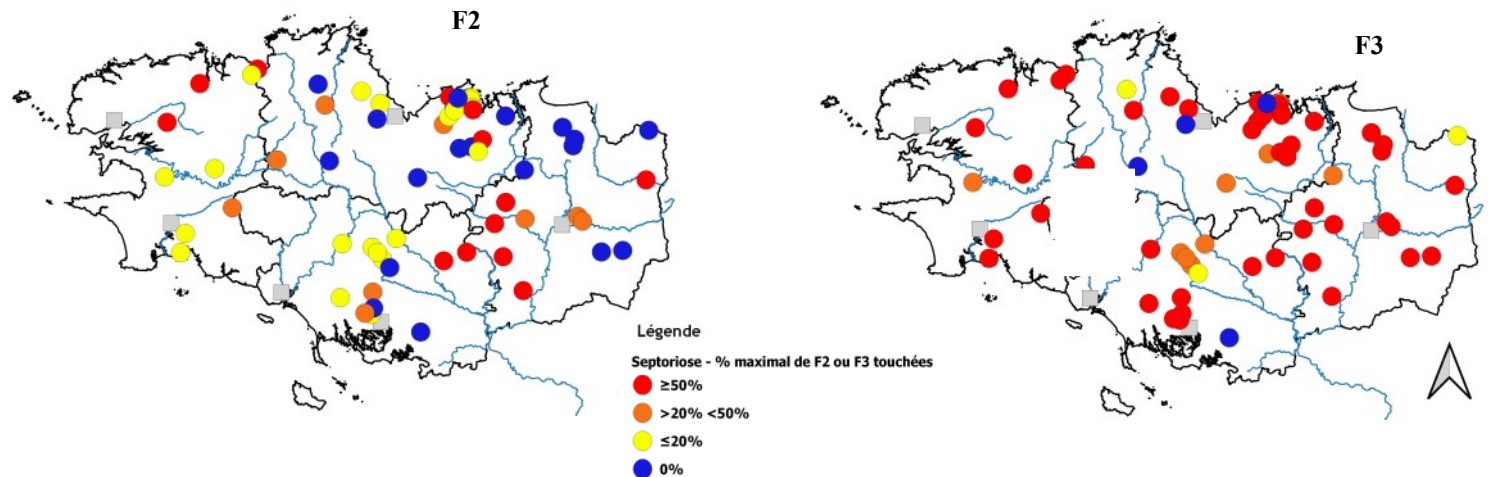 F2
F3
Légende
Septoriose - % maximal de F2 ou F3 touchées
≥50%
>20% <50%
≤20%
0%